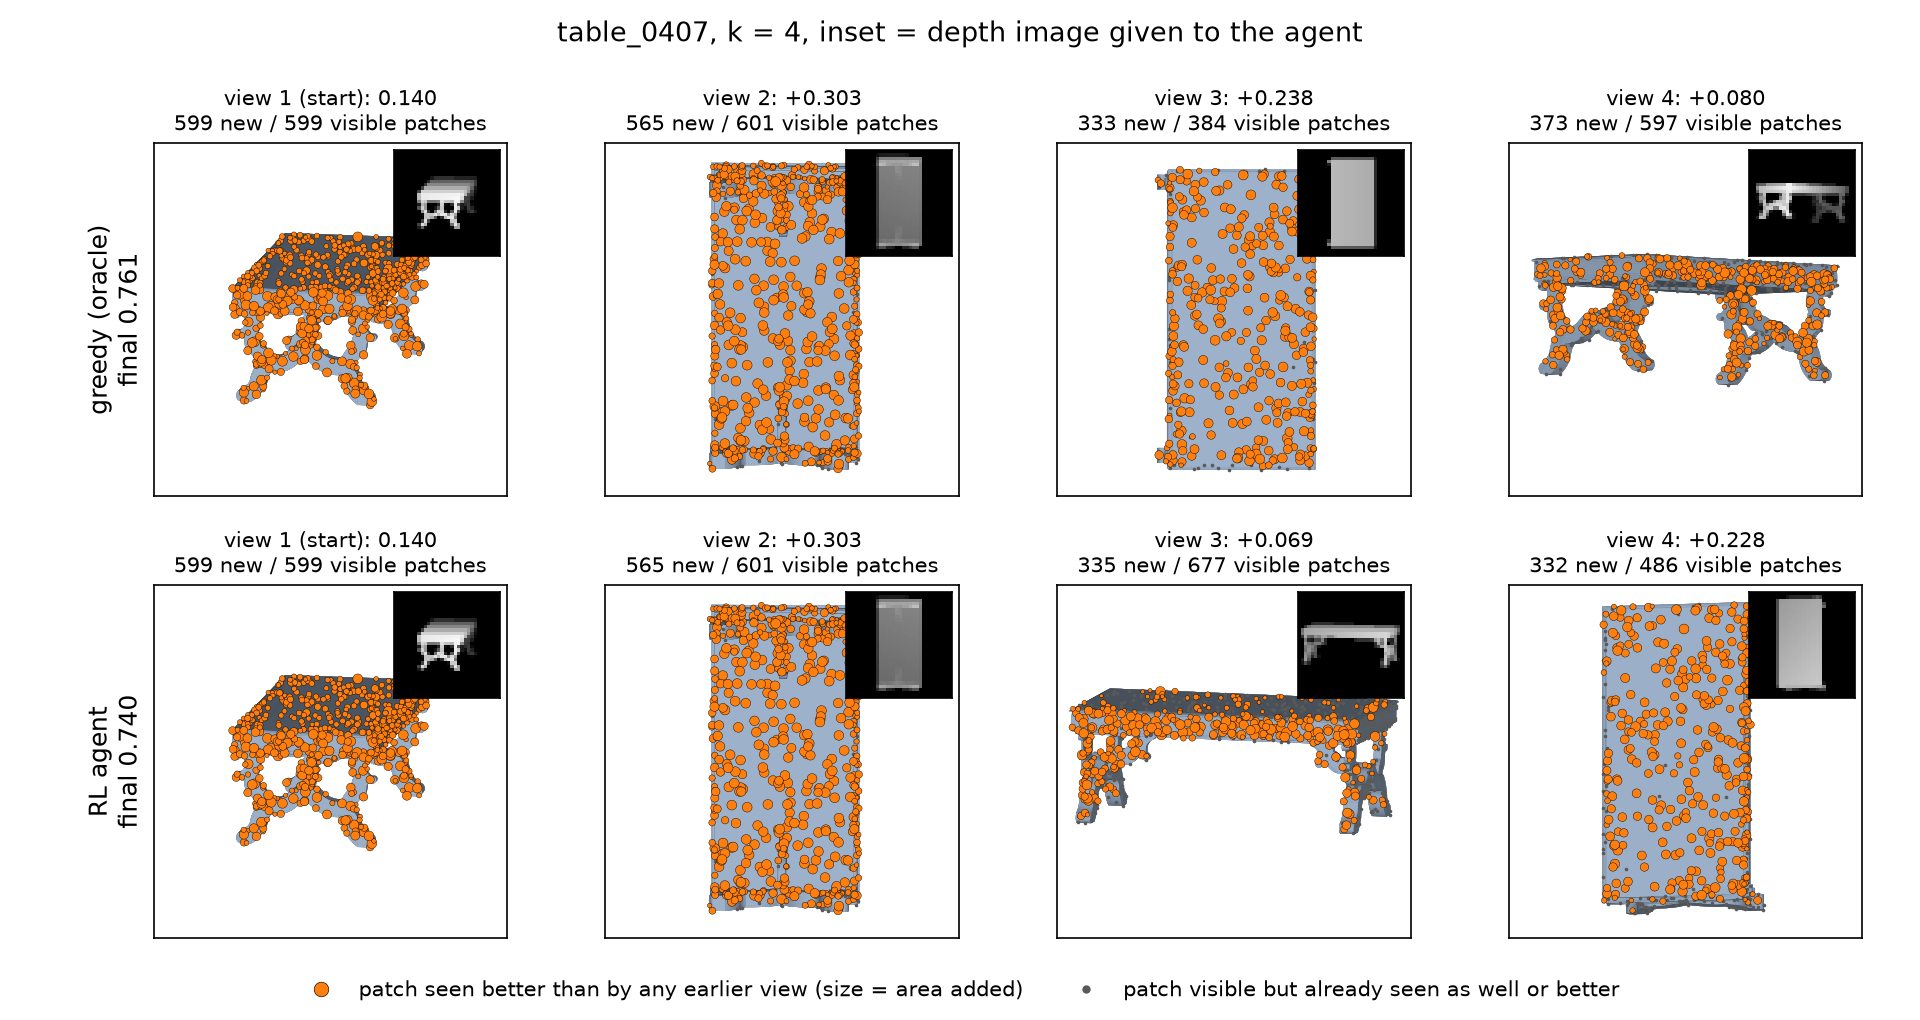 table_0407, k = 4, inset = depth image given to the agent
view 1 (start): 0.140
599 new / 599 visible patches
view 2: +0.303
565 new / 601 visible patches
view 3: +0.238
333 new / 384 visible patches
view 4: +0.080
373 new / 597 visible patches
greedy (oracle)
final 0.761
view 1 (start): 0.140
599 new / 599 visible patches
view 2: +0.303
565 new / 601 visible patches
view 3: +0.069
335 new / 677 visible patches
view 4: +0.228
332 new / 486 visible patches
RL agent
final 0.740
patch seen better than by any earlier view (size = area added)
patch visible but already seen as well or better